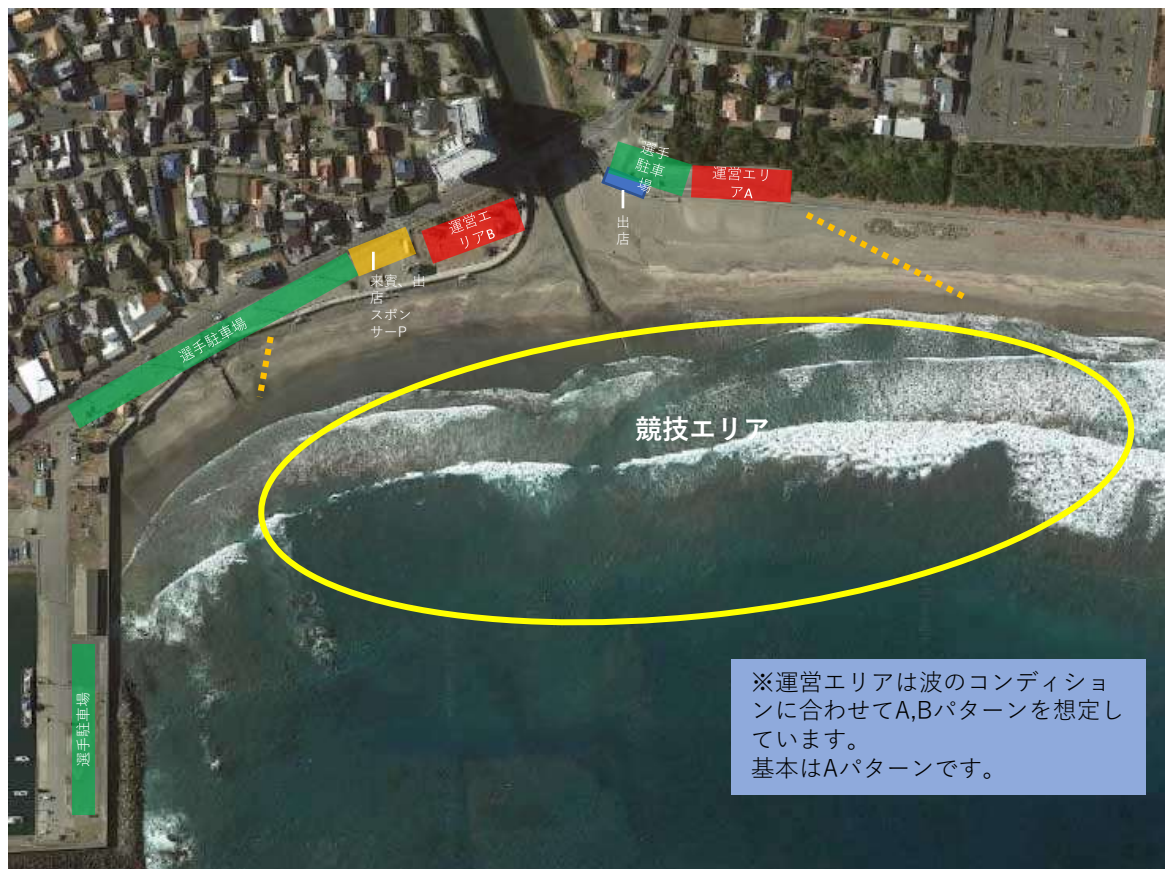 選手
駐車
場
運営エリ
アA
出
店
運営エ
リアB
来賓、出
店
スポン
サーP
選手駐車場
競技エリア
選手駐車場
※運営エリアは波のコンディショ
ンに合わせてA,Bパターンを想定し
ています。
基本はAパターンです。